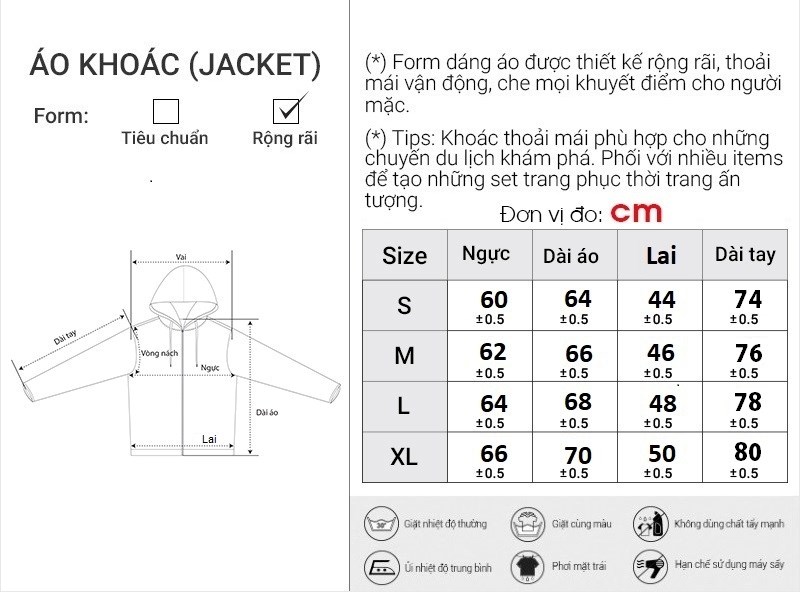 ÁO KHOÁC (JACKET)
Form:
Tiêu chuẩn
Rộng rãi
Vai
Dài tay
Vòng nách
Ngực
Dài áo
Lai
(*) Form dáng áo được thiết kế rộng rãi, thoải
mái vận động, che mọi khuyết điểm cho người
mặc.
(*) Tips: Khoác thoải mái phù hợp cho những
chuyến du lịch khám phá. Phối với nhiều items
để tạo những set trang phục thời trang ấn
tượng.
Đơn vị đo: cm
Size Ngực Dài áo Lai Dài tay
S 60 ±0.5 64 ±0.5 44 ±0.5 74 ±0.5
M 62 ±0.5 66 ±0.5 46 ±0.5 76 ±0.5
L 64 ±0.5 68 ±0.5 48 ±0.5 78 ±0.5
XL 66 ±0.5 70 ±0.5 50 ±0.5 80 ±0.5
30° Giặt nhiệt độ thường
Giặt cùng màu
Không dùng chất tẩy mạnh
Ủi nhiệt độ trung bình
Phơi mặt trái
Hạn chế sử dụng máy sấy